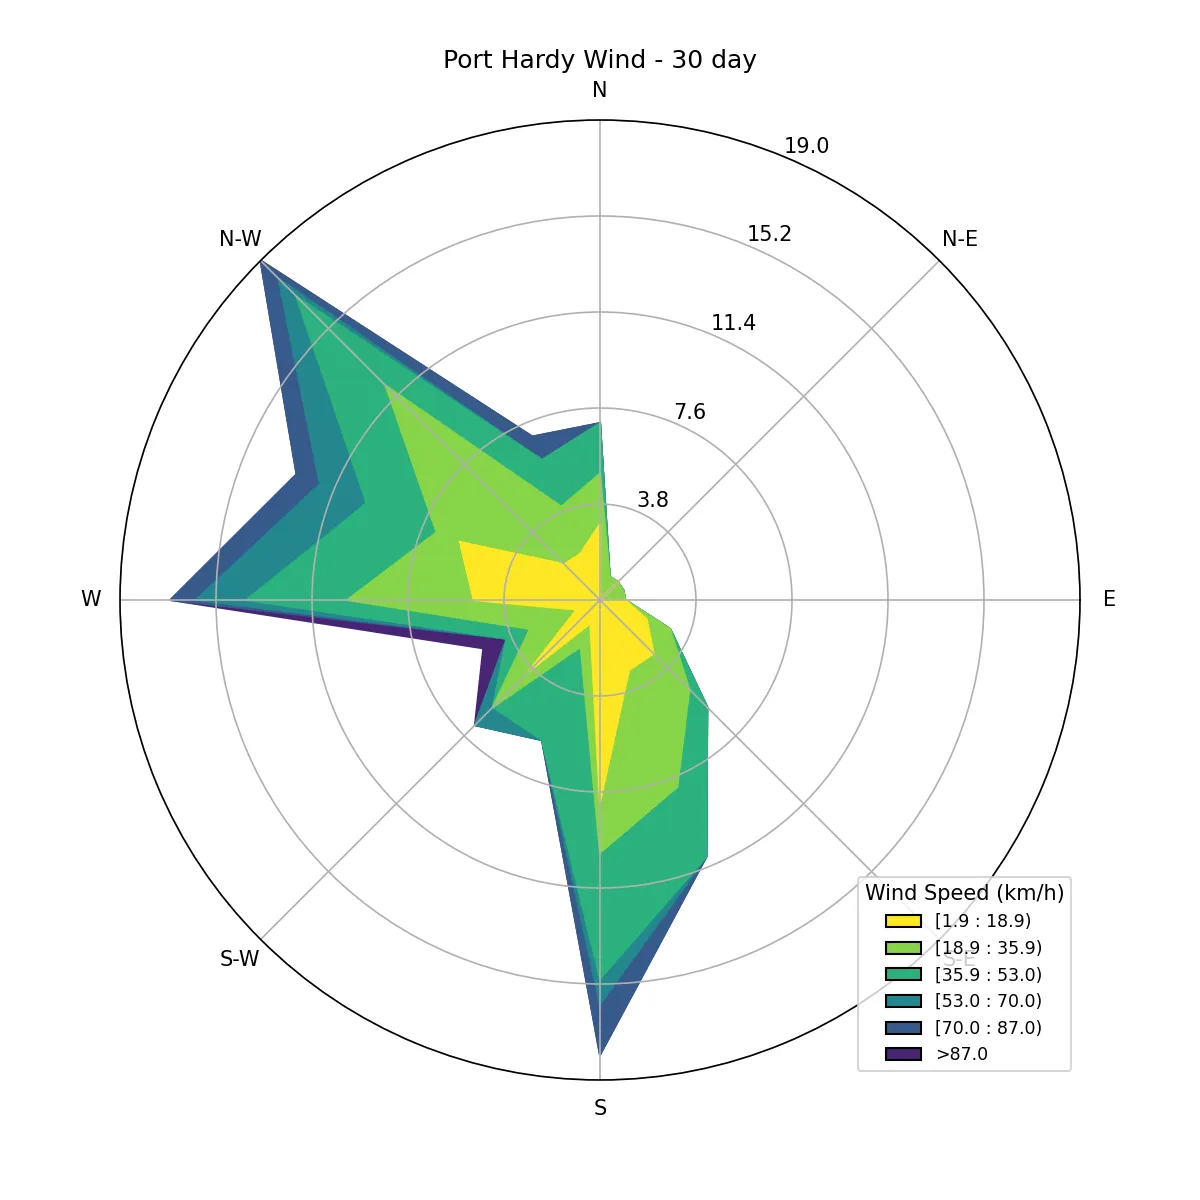 Port Hardy Wind - 30 day
N
19.0
15.2
N-W
N-E
11.4
7.6
3.8
W
E
Wind Speed (km/h)
[1.9 : 18.9)
[18.9 : 35.9)
S-W
S-E
[35.9 : 53.0)
[53.0 : 70.0)
[70.0 : 87.0)
>87.0
S